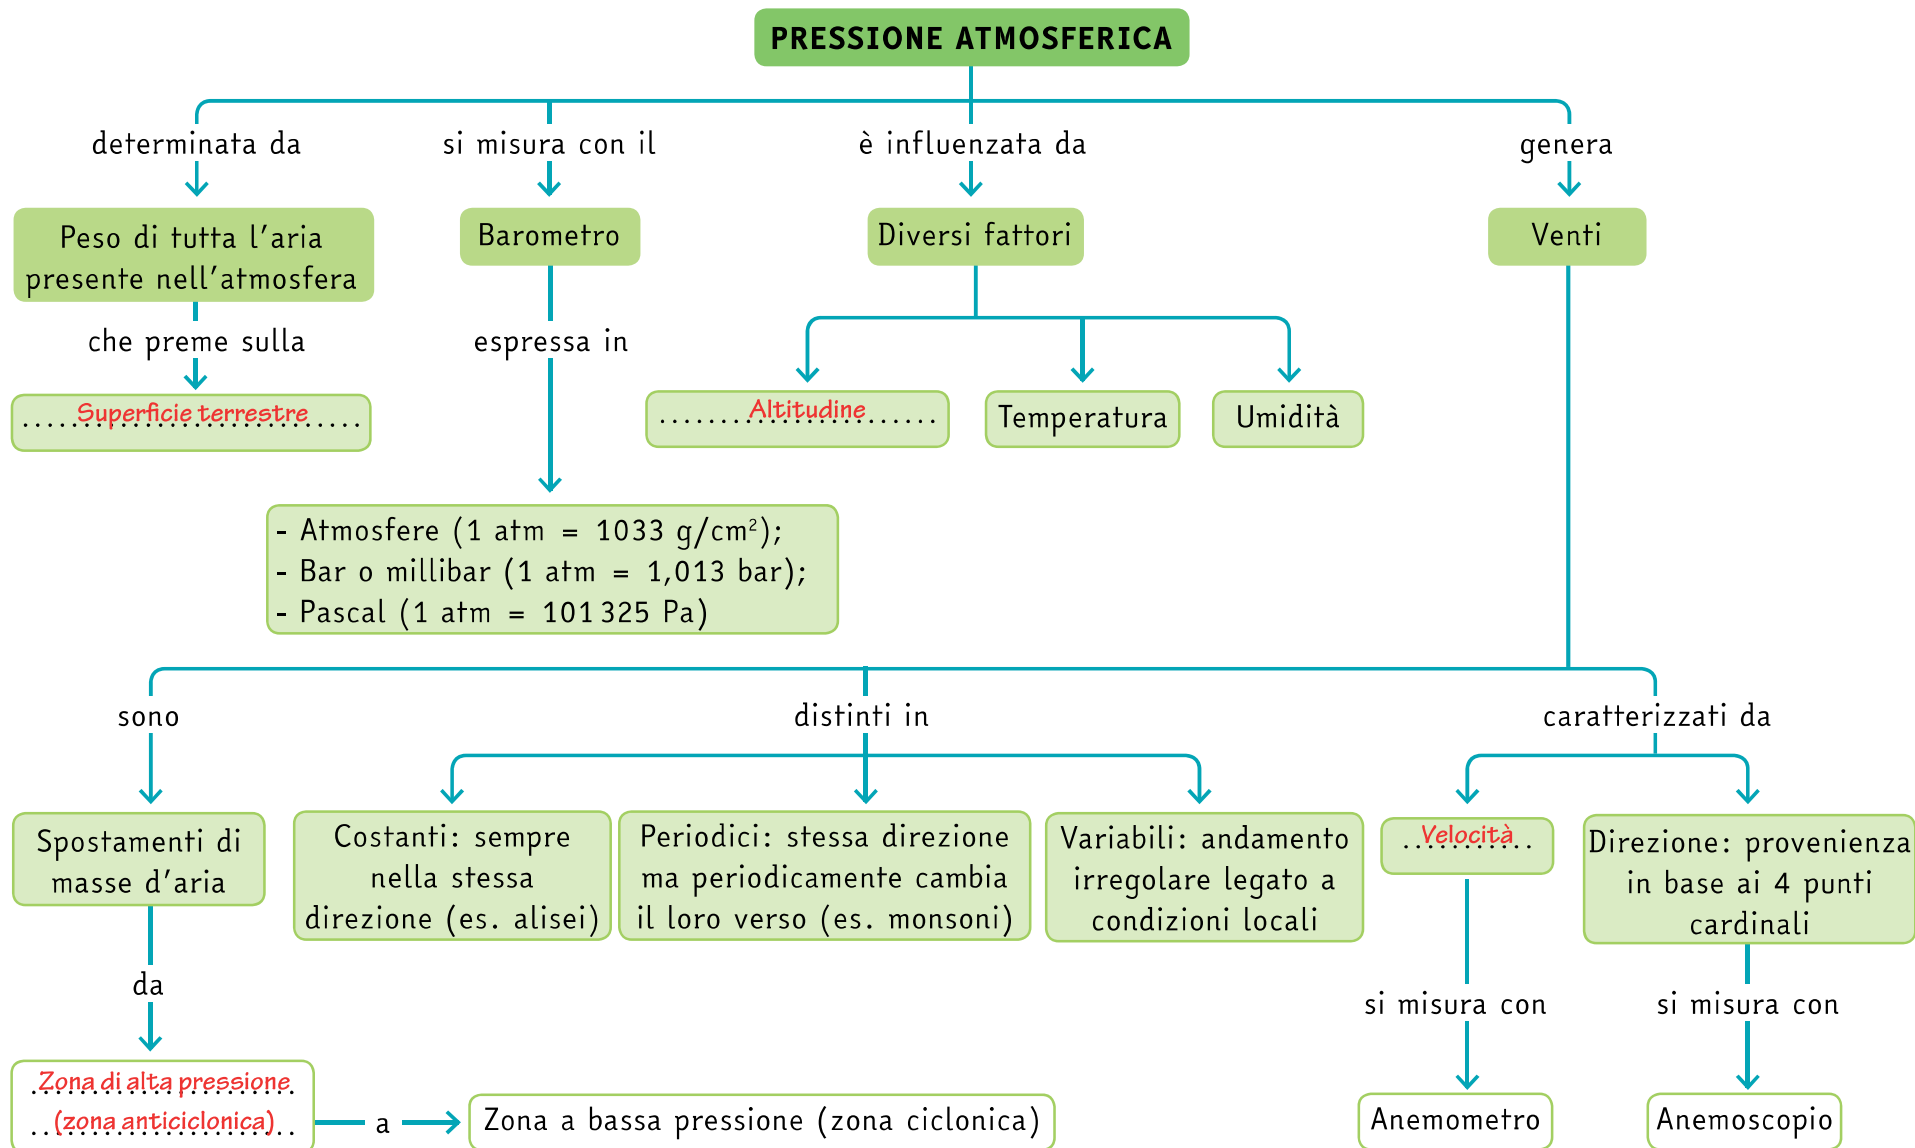 PRESSIONE ATMOSFERICA
determinata da
si misura con il
è influenzata da
genera
Peso di tutta l'aria
presente nell'atmosfera
Barometro
Diversi fattori
Venti
che preme sulla
espressa in
Superficie terrestre
Altitudine
Temperatura
Umidità
- Atmosfere (1 atm = 1033 g/cm²);
- Bar o millibar (1 atm = 1,013 bar);
- Pascal (1 atm = 101 325 Pa)
sono
distinti in
caratterizzati da
Spostamenti di
masse d'aria
Costanti: sempre
nella stessa
direzione (es. alisei)
Periodici: stessa direzione
ma periodicamente cambia
il loro verso (es. monsoni)
Variabili: andamento
irregolare legato a
condizioni locali
Velocità
Direzione: provenienza
in base ai 4 punti
cardinali
da
si misura con
si misura con
Zona di alta pressione
(zona anticiclonica)
a
Zona a bassa pressione (zona ciclonica)
Anemometro
Anemoscopio